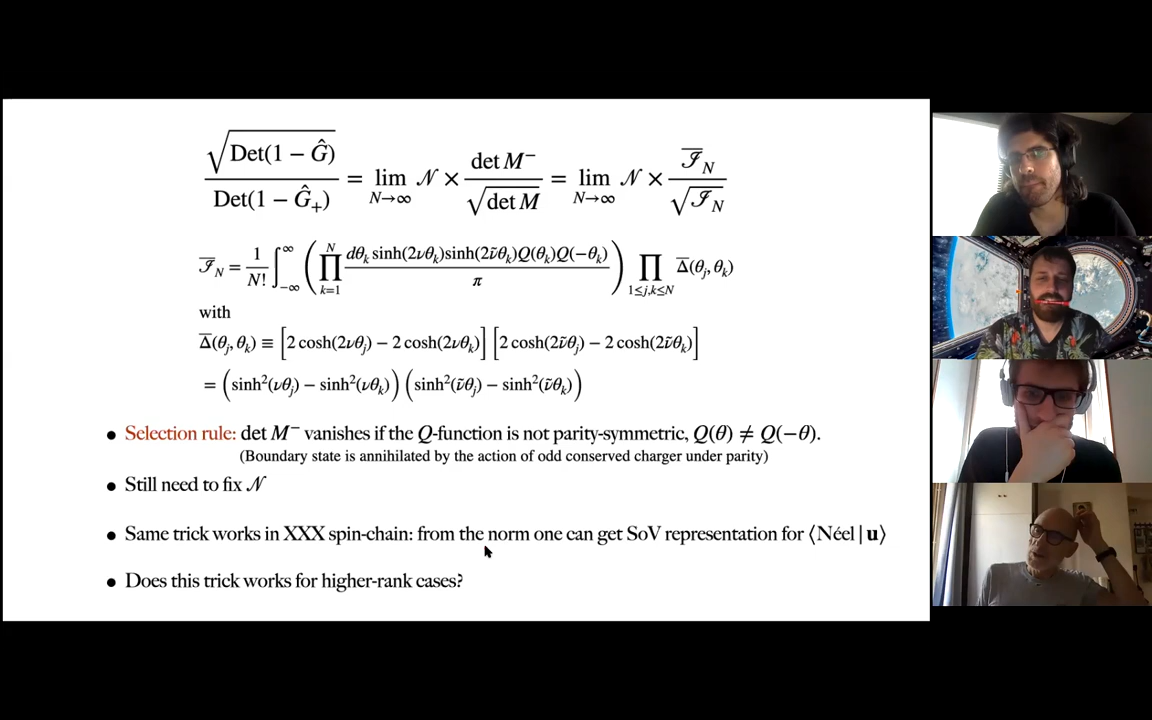 √Det(1 − Ĝ) / Det(1 − Ĝ₊) = lim_{N→∞} 𝒩 × det M⁻ / √det M = lim_{N→∞} 𝒩 × ℐ̅_N / √ℐ_N
ℐ̅_N = 1/N! ∫_{−∞}^{∞} ( ∏_{k=1}^{N} dθ_k sinh(2νθ_k)sinh(2ν̃θ_k)Q(θ_k)Q(−θ_k) / π ) ∏_{1≤j,k≤N} Δ̅(θ_j, θ_k)
with
Δ̅(θ_j, θ_k) ≡ [2 cosh(2νθ_j) − 2 cosh(2νθ_k)] [2 cosh(2ν̃θ_j) − 2 cosh(2ν̃θ_k)]
= (sinh²(νθ_j) − sinh²(νθ_k)) (sinh²(ν̃θ_j) − sinh²(ν̃θ_k))
• Selection rule: det M⁻ vanishes if the Q-function is not parity-symmetric, Q(θ) ≠ Q(−θ).
(Boundary state is annihilated by the action of odd conserved charger under parity)
• Still need to fix 𝒩
• Same trick works in XXX spin-chain: from the norm one can get SoV representation for ⟨Néel | u⟩
• Does this trick works for higher-rank cases?